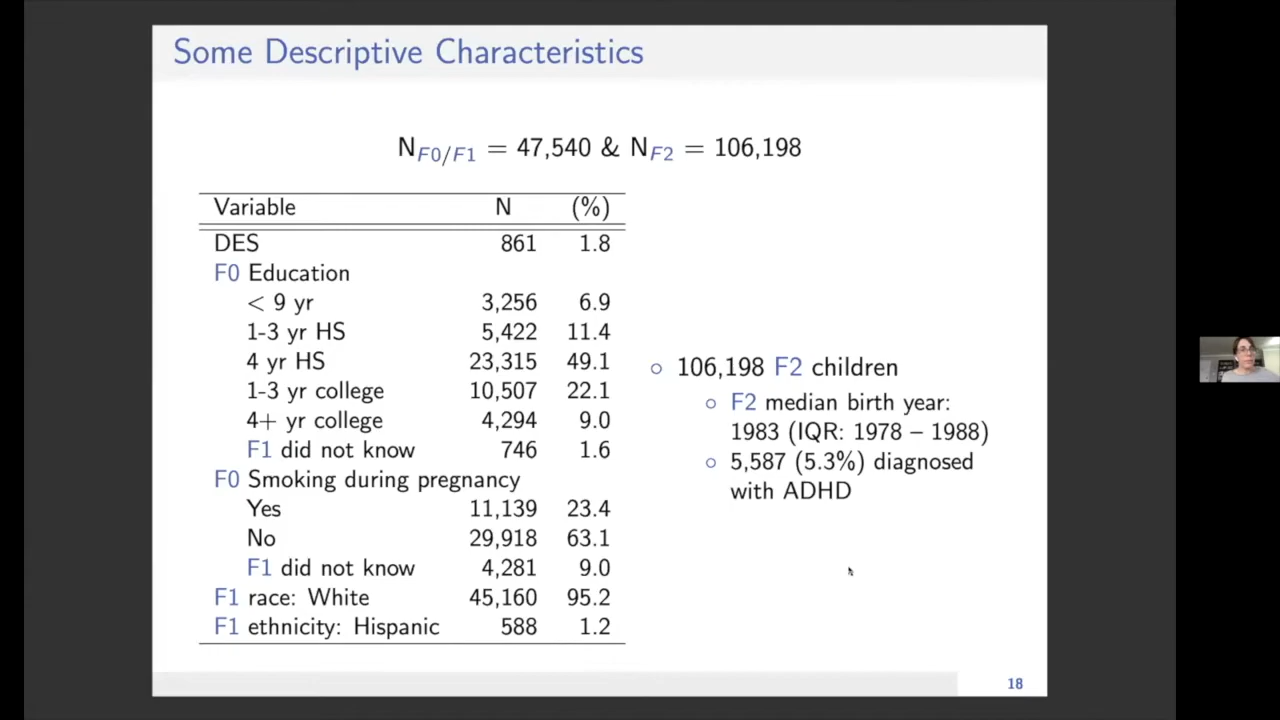 Some Descriptive Characteristics
N F0/F1 = 47,540 & N F2 = 106,198
Variable N (%)
DES 861 1.8
F0 Education
< 9 yr 3,256 6.9
1-3 yr HS 5,422 11.4
4 yr HS 23,315 49.1
1-3 yr college 10,507 22.1
4+ yr college 4,294 9.0
F1 did not know 746 1.6
F0 Smoking during pregnancy
Yes 11,139 23.4
No 29,918 63.1
F1 did not know 4,281 9.0
F1 race: White 45,160 95.2
F1 ethnicity: Hispanic 588 1.2
106,198 F2 children
F2 median birth year:
1983 (IQR: 1978 – 1988)
5,587 (5.3%) diagnosed
with ADHD
18